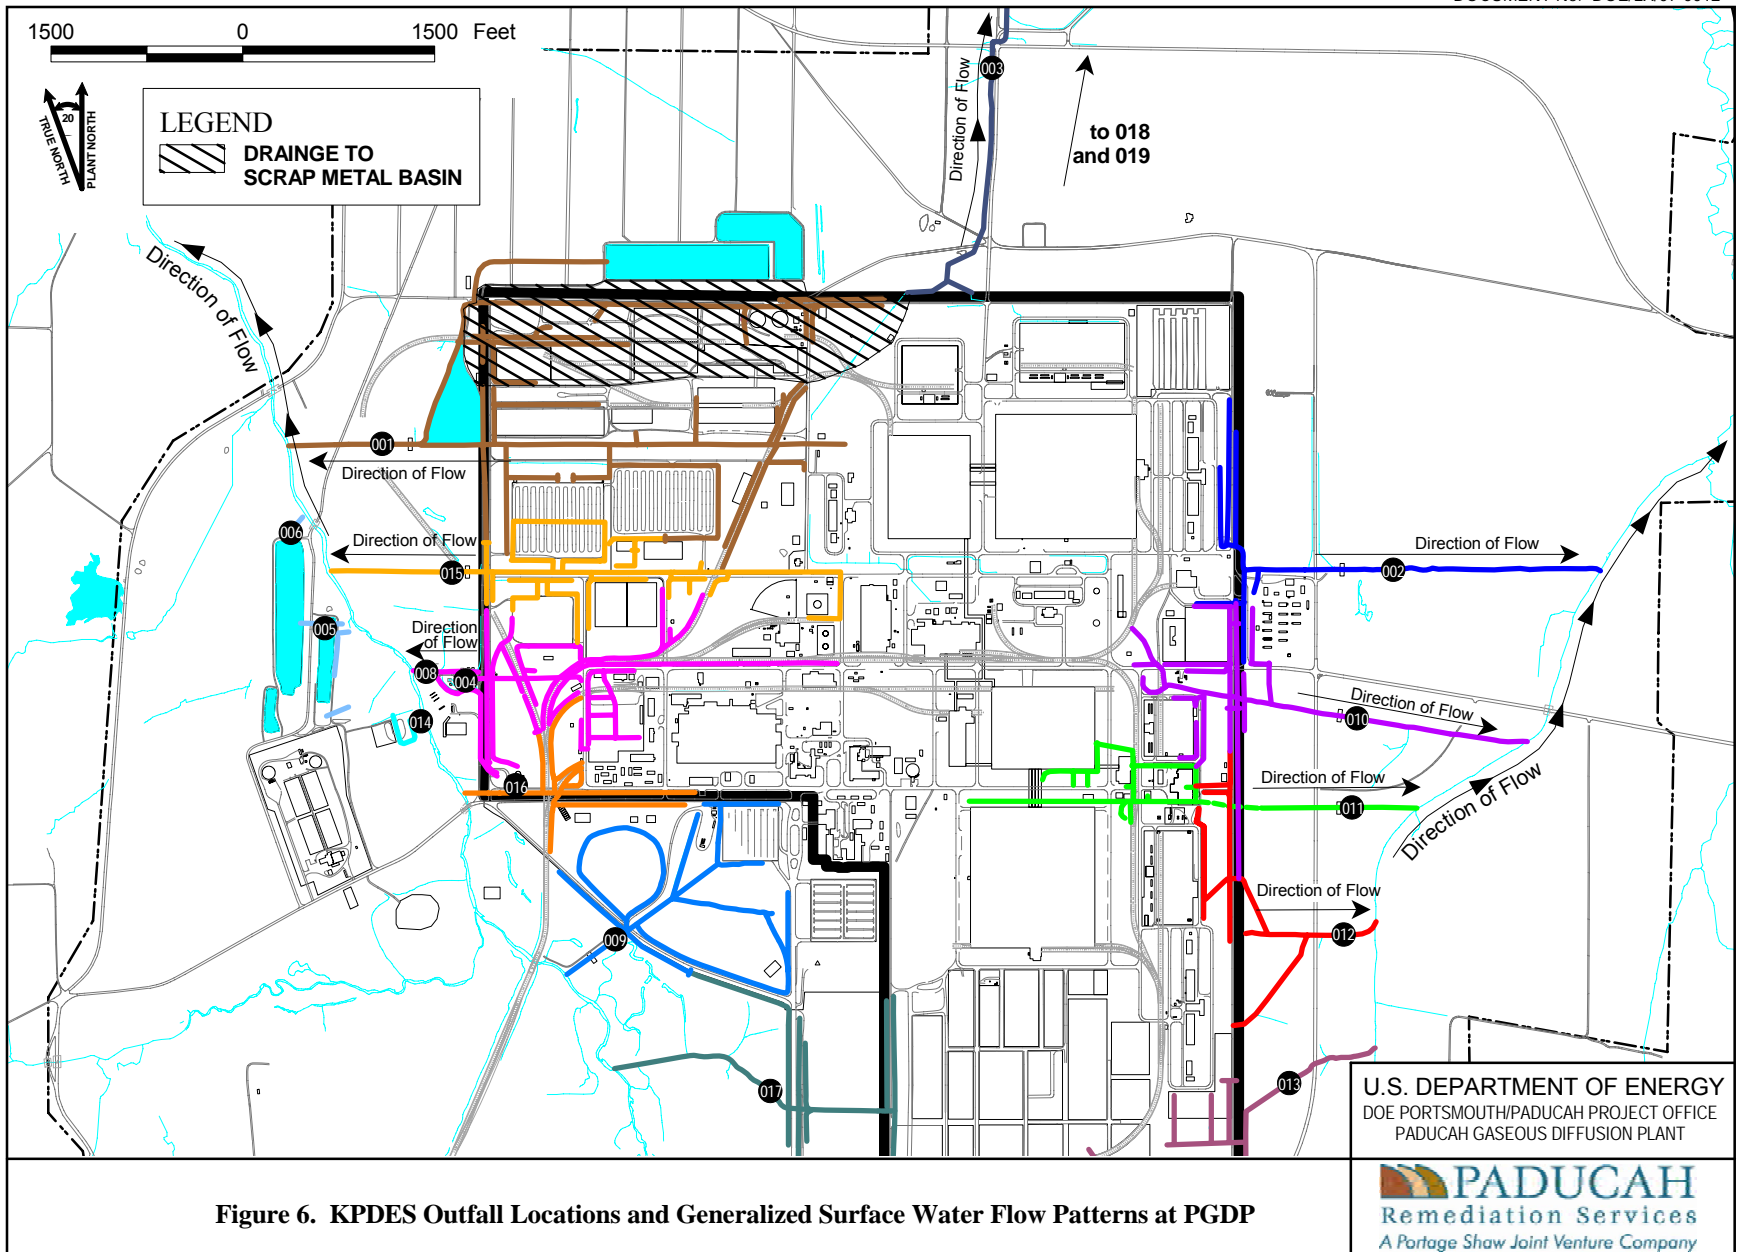 1500 0 1500 Feet
TRUE NORTH
20
PLANT NORTH
LEGEND
DRAINGE TO
SCRAP METAL BASIN
Direction of Flow
003
to 018
and 019
Direction of Flow
Direction of Flow
001
Direction of Flow
006
Direction of Flow
015
Direction of Flow
002
005
Direction
of Flow
008
004
014
016
Direction of Flow
010
Direction of Flow
011
Direction of Flow
Direction of Flow
012
009
017
013
U.S. DEPARTMENT OF ENERGY
DOE PORTSMOUTH/PADUCAH PROJECT OFFICE
PADUCAH GASEOUS DIFFUSION PLANT
Figure 6. KPDES Outfall Locations and Generalized Surface Water Flow Patterns at PGDP
PADUCAH
Remediation Services
A Portage Shaw Joint Venture Company